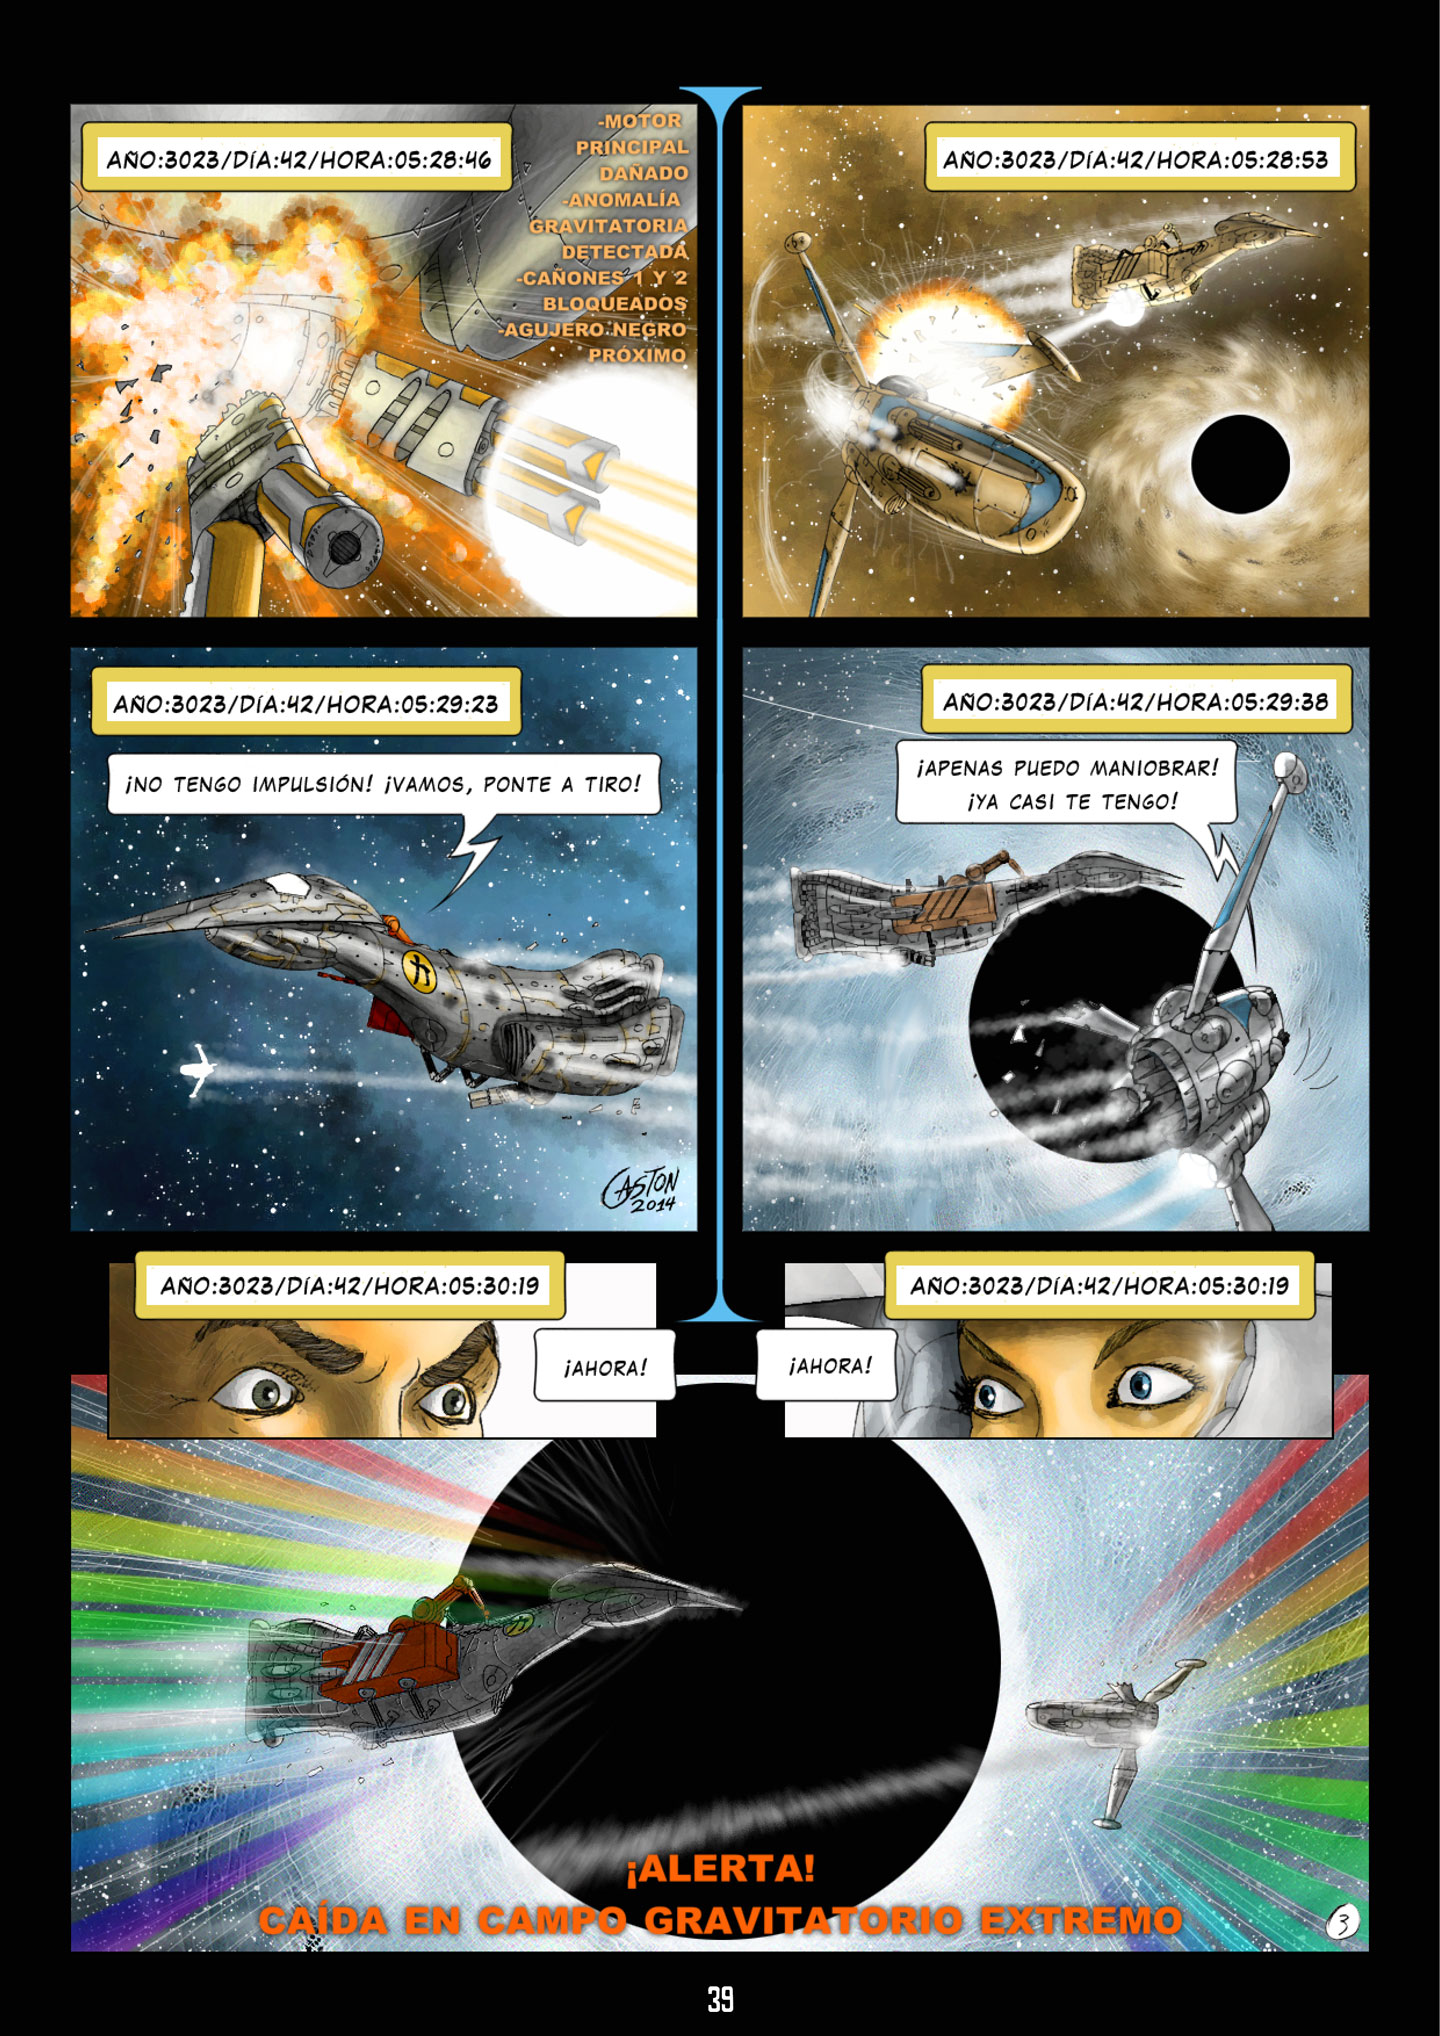 AÑO:3023/DÍA:42/HORA:05:28:46
-MOTOR
PRINCIPAL
DAÑADO
-ANOMALÍA
GRAVITATORIA
DETECTADA
-CAÑONES 1 Y 2
BLOQUEADOS
-AGUJERO NEGRO
PRÓXIMO
AÑO:3023/DÍA:42/HORA:05:28:53
AÑO:3023/DÍA:42/HORA:05:29:23
¡NO TENGO IMPULSIÓN! ¡VAMOS, PONTE A TIRO!
GASTON
2014
AÑO:3023/DÍA:42/HORA:05:29:38
¡APENAS PUEDO MANIOBRAR!
¡YA CASI TE TENGO!
AÑO:3023/DÍA:42/HORA:05:30:19
¡AHORA!
AÑO:3023/DÍA:42/HORA:05:30:19
¡AHORA!
¡ALERTA!
CAÍDA EN CAMPO GRAVITATORIO EXTREMO
3
39